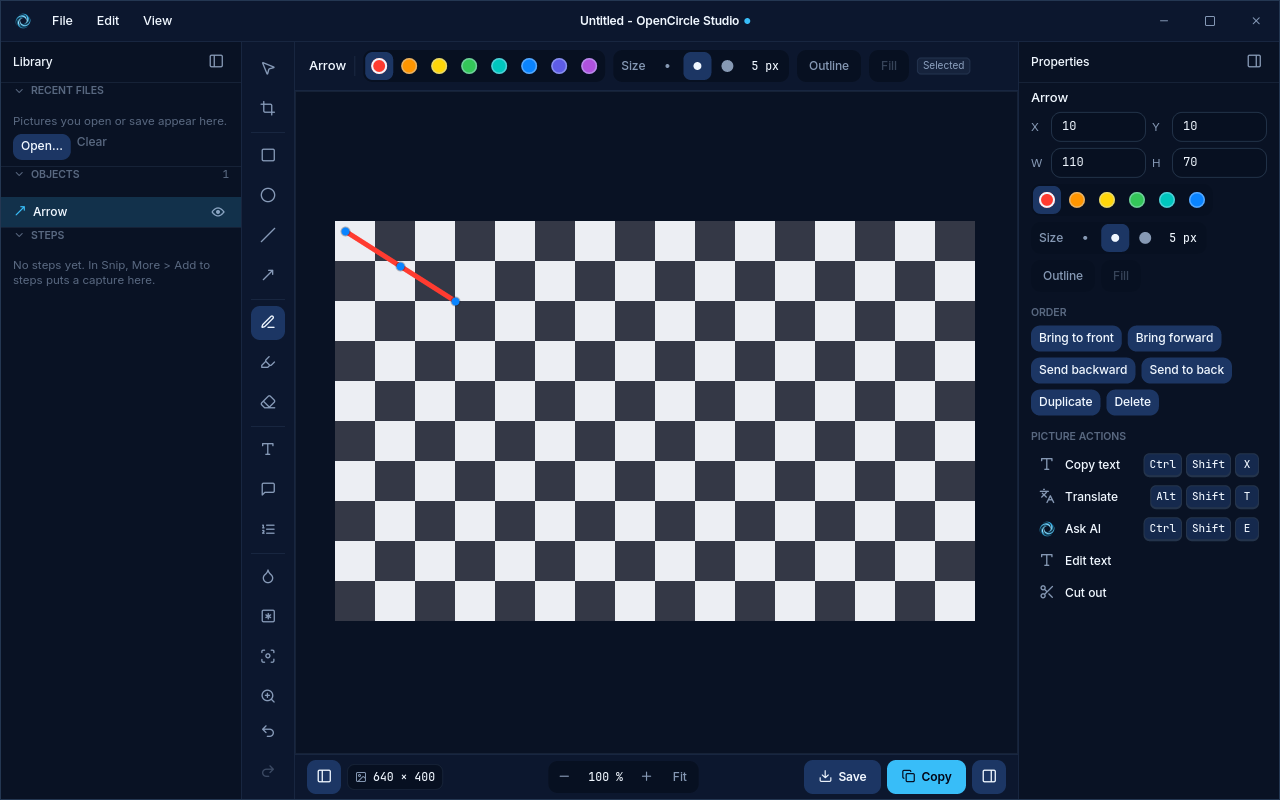 File Edit View
Untitled - OpenCircle Studio
Library
RECENT FILES
Pictures you open or save appear here.
Open... Clear
OBJECTS 1
Arrow
STEPS
No steps yet. In Snip, More > Add to
steps puts a capture here.
Arrow Size 5 px Outline Fill Selected
640 × 400
100 % Fit
Save Copy
Properties
Arrow
X 10 Y 10
W 110 H 70
Size 5 px
Outline Fill
ORDER
Bring to front Bring forward
Send backward Send to back
Duplicate Delete
PICTURE ACTIONS
Copy text Ctrl Shift X
Translate Alt Shift T
Ask AI Ctrl Shift E
Edit text
Cut out